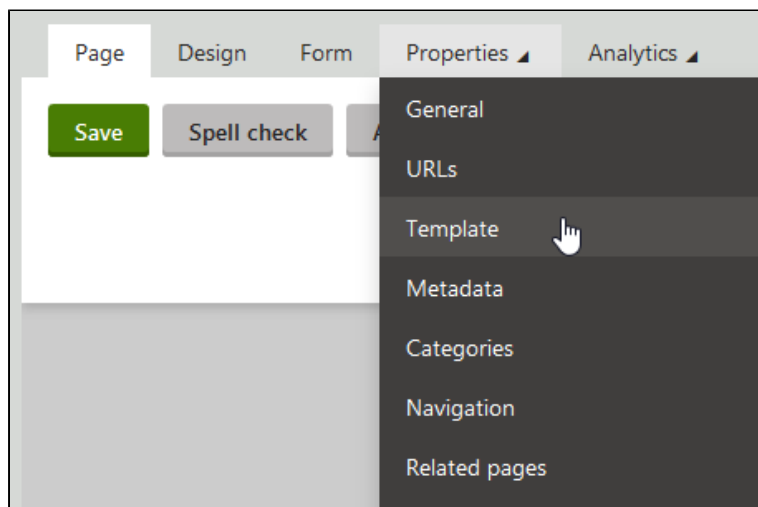 Page Design Form Properties Analytics
Save Spell check
General
URLs
Template
Metadata
Categories
Navigation
Related pages